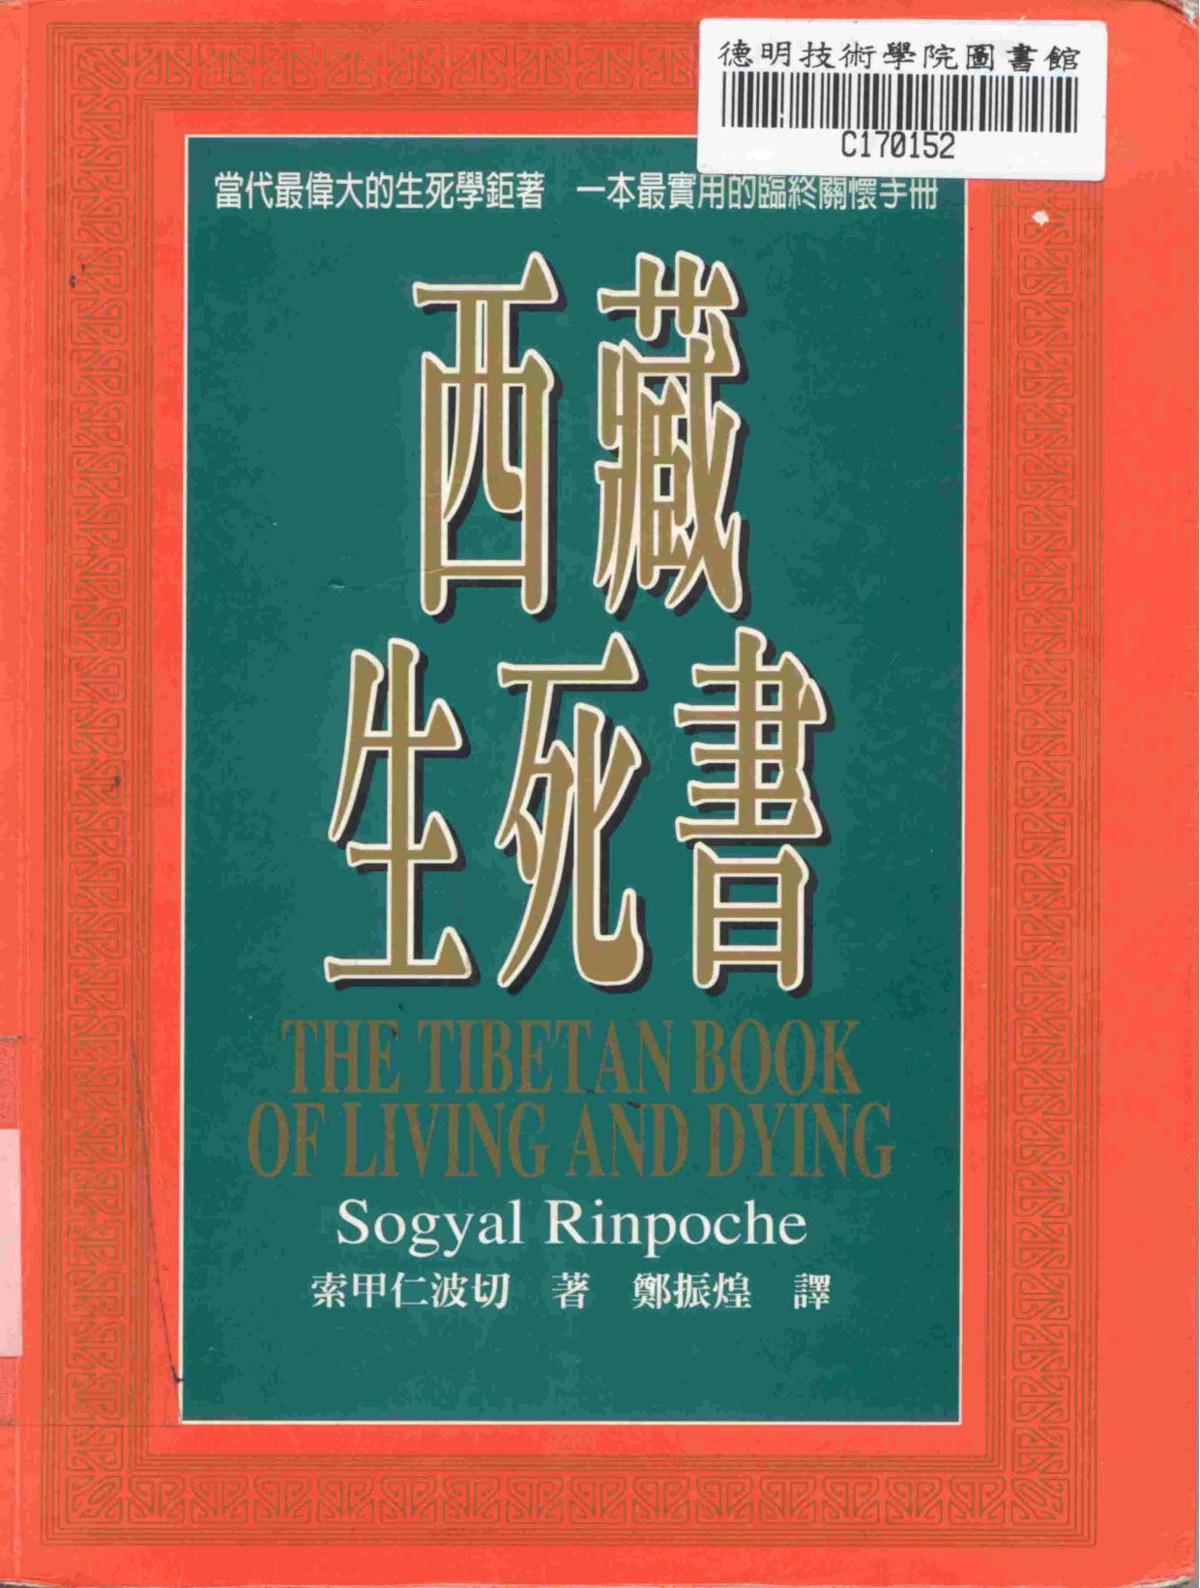 德明技術學院圖書館
C170152
當代最偉大的生死學鉅著　一本最實用的臨終關懷手冊
西藏
生死書
THE TIBETAN BOOK
OF LIVING AND DYING
Sogyal Rinpoche
索甲仁波切　著　鄭振煌　譯